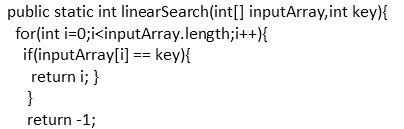 public static int linearSearch(int[] inputArray,int key){
for(int i=0;i<inputArray.length;i++){
if(inputArray[i] == key){
return i; }
}
return -1;